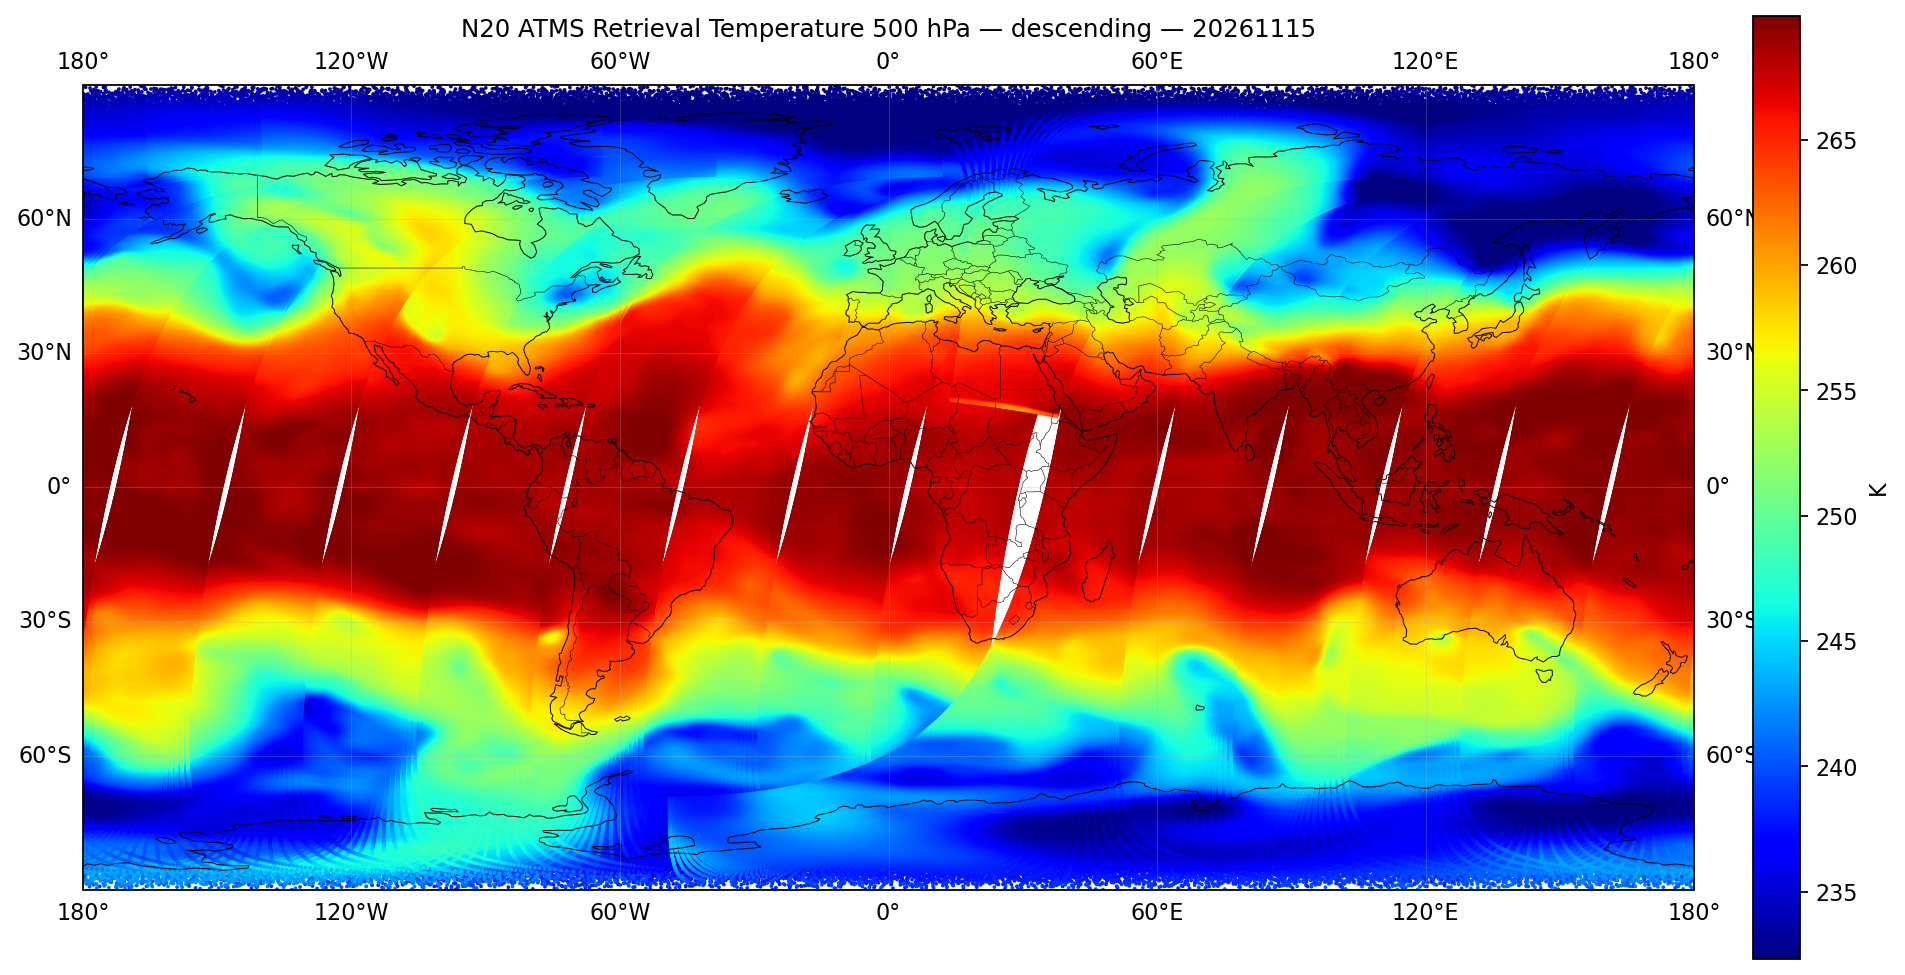 N20 ATMS Retrieval Temperature 500 hPa — descending — 20261115
180° 120°W 60°W 0° 60°E 120°E 180°
60°N 60°N
30°N 30°N
0° 0°
30°S 30°S
60°S 60°S
180° 120°W 60°W 0° 60°E 120°E 180°
265
260
255
250
245
240
235
K